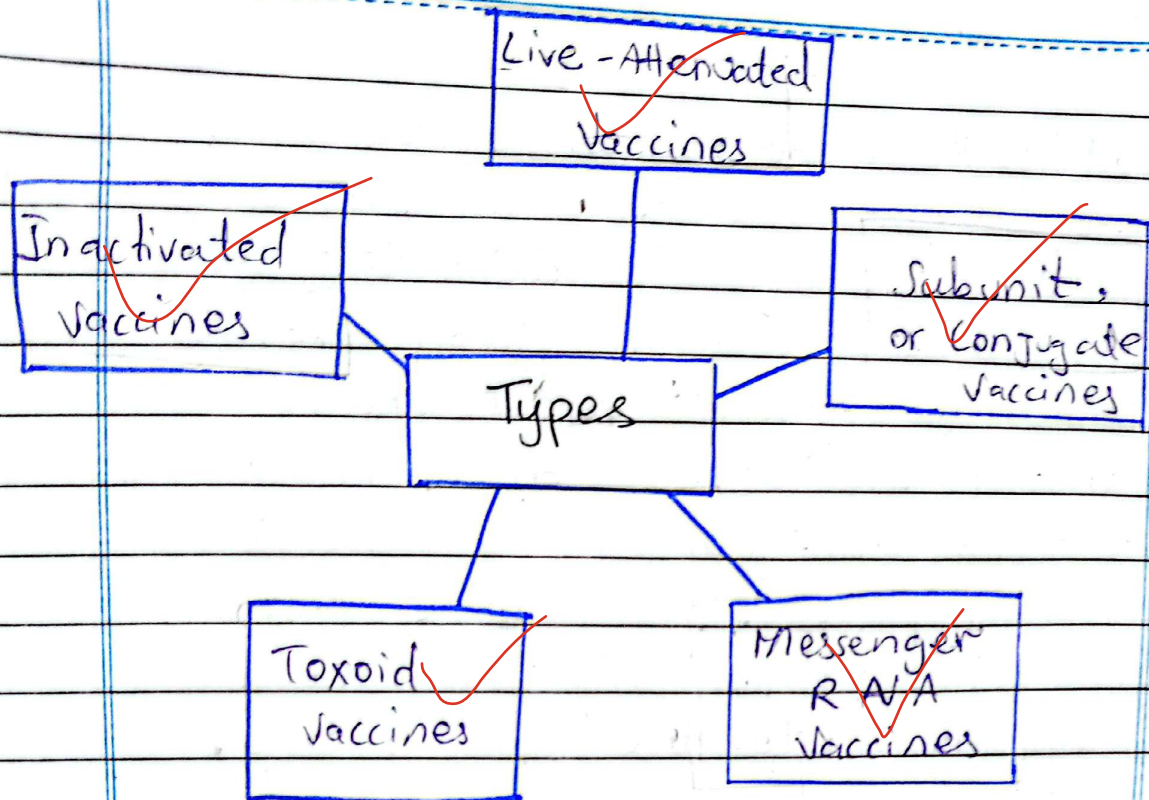 Live-Attenuated
Vaccines
Inactivated
Vaccines
Subunit,
or Conjugate
Vaccines
Types
Toxoid
Vaccines
Messenger
RNA
Vaccines